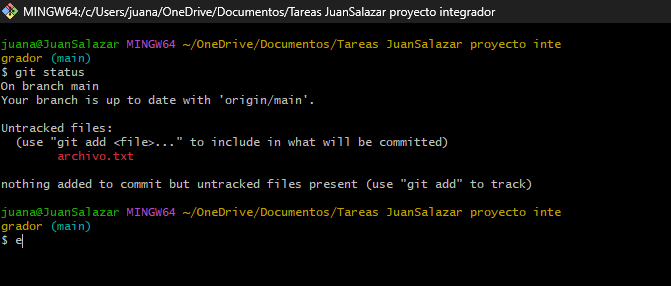 MINGW64:/c/Users/juana/OneDrive/Documentos/Tareas JuanSalazar proyecto integrador
juana@JuanSalazar MINGW64 ~/OneDrive/Documentos/Tareas JuanSalazar proyecto inte
grador (main)
$ git status
On branch main
Your branch is up to date with 'origin/main'.
Untracked files:
  (use "git add <file>..." to include in what will be committed)
        archivo.txt
nothing added to commit but untracked files present (use "git add" to track)
juana@JuanSalazar MINGW64 ~/OneDrive/Documentos/Tareas JuanSalazar proyecto inte
grador (main)
$ e